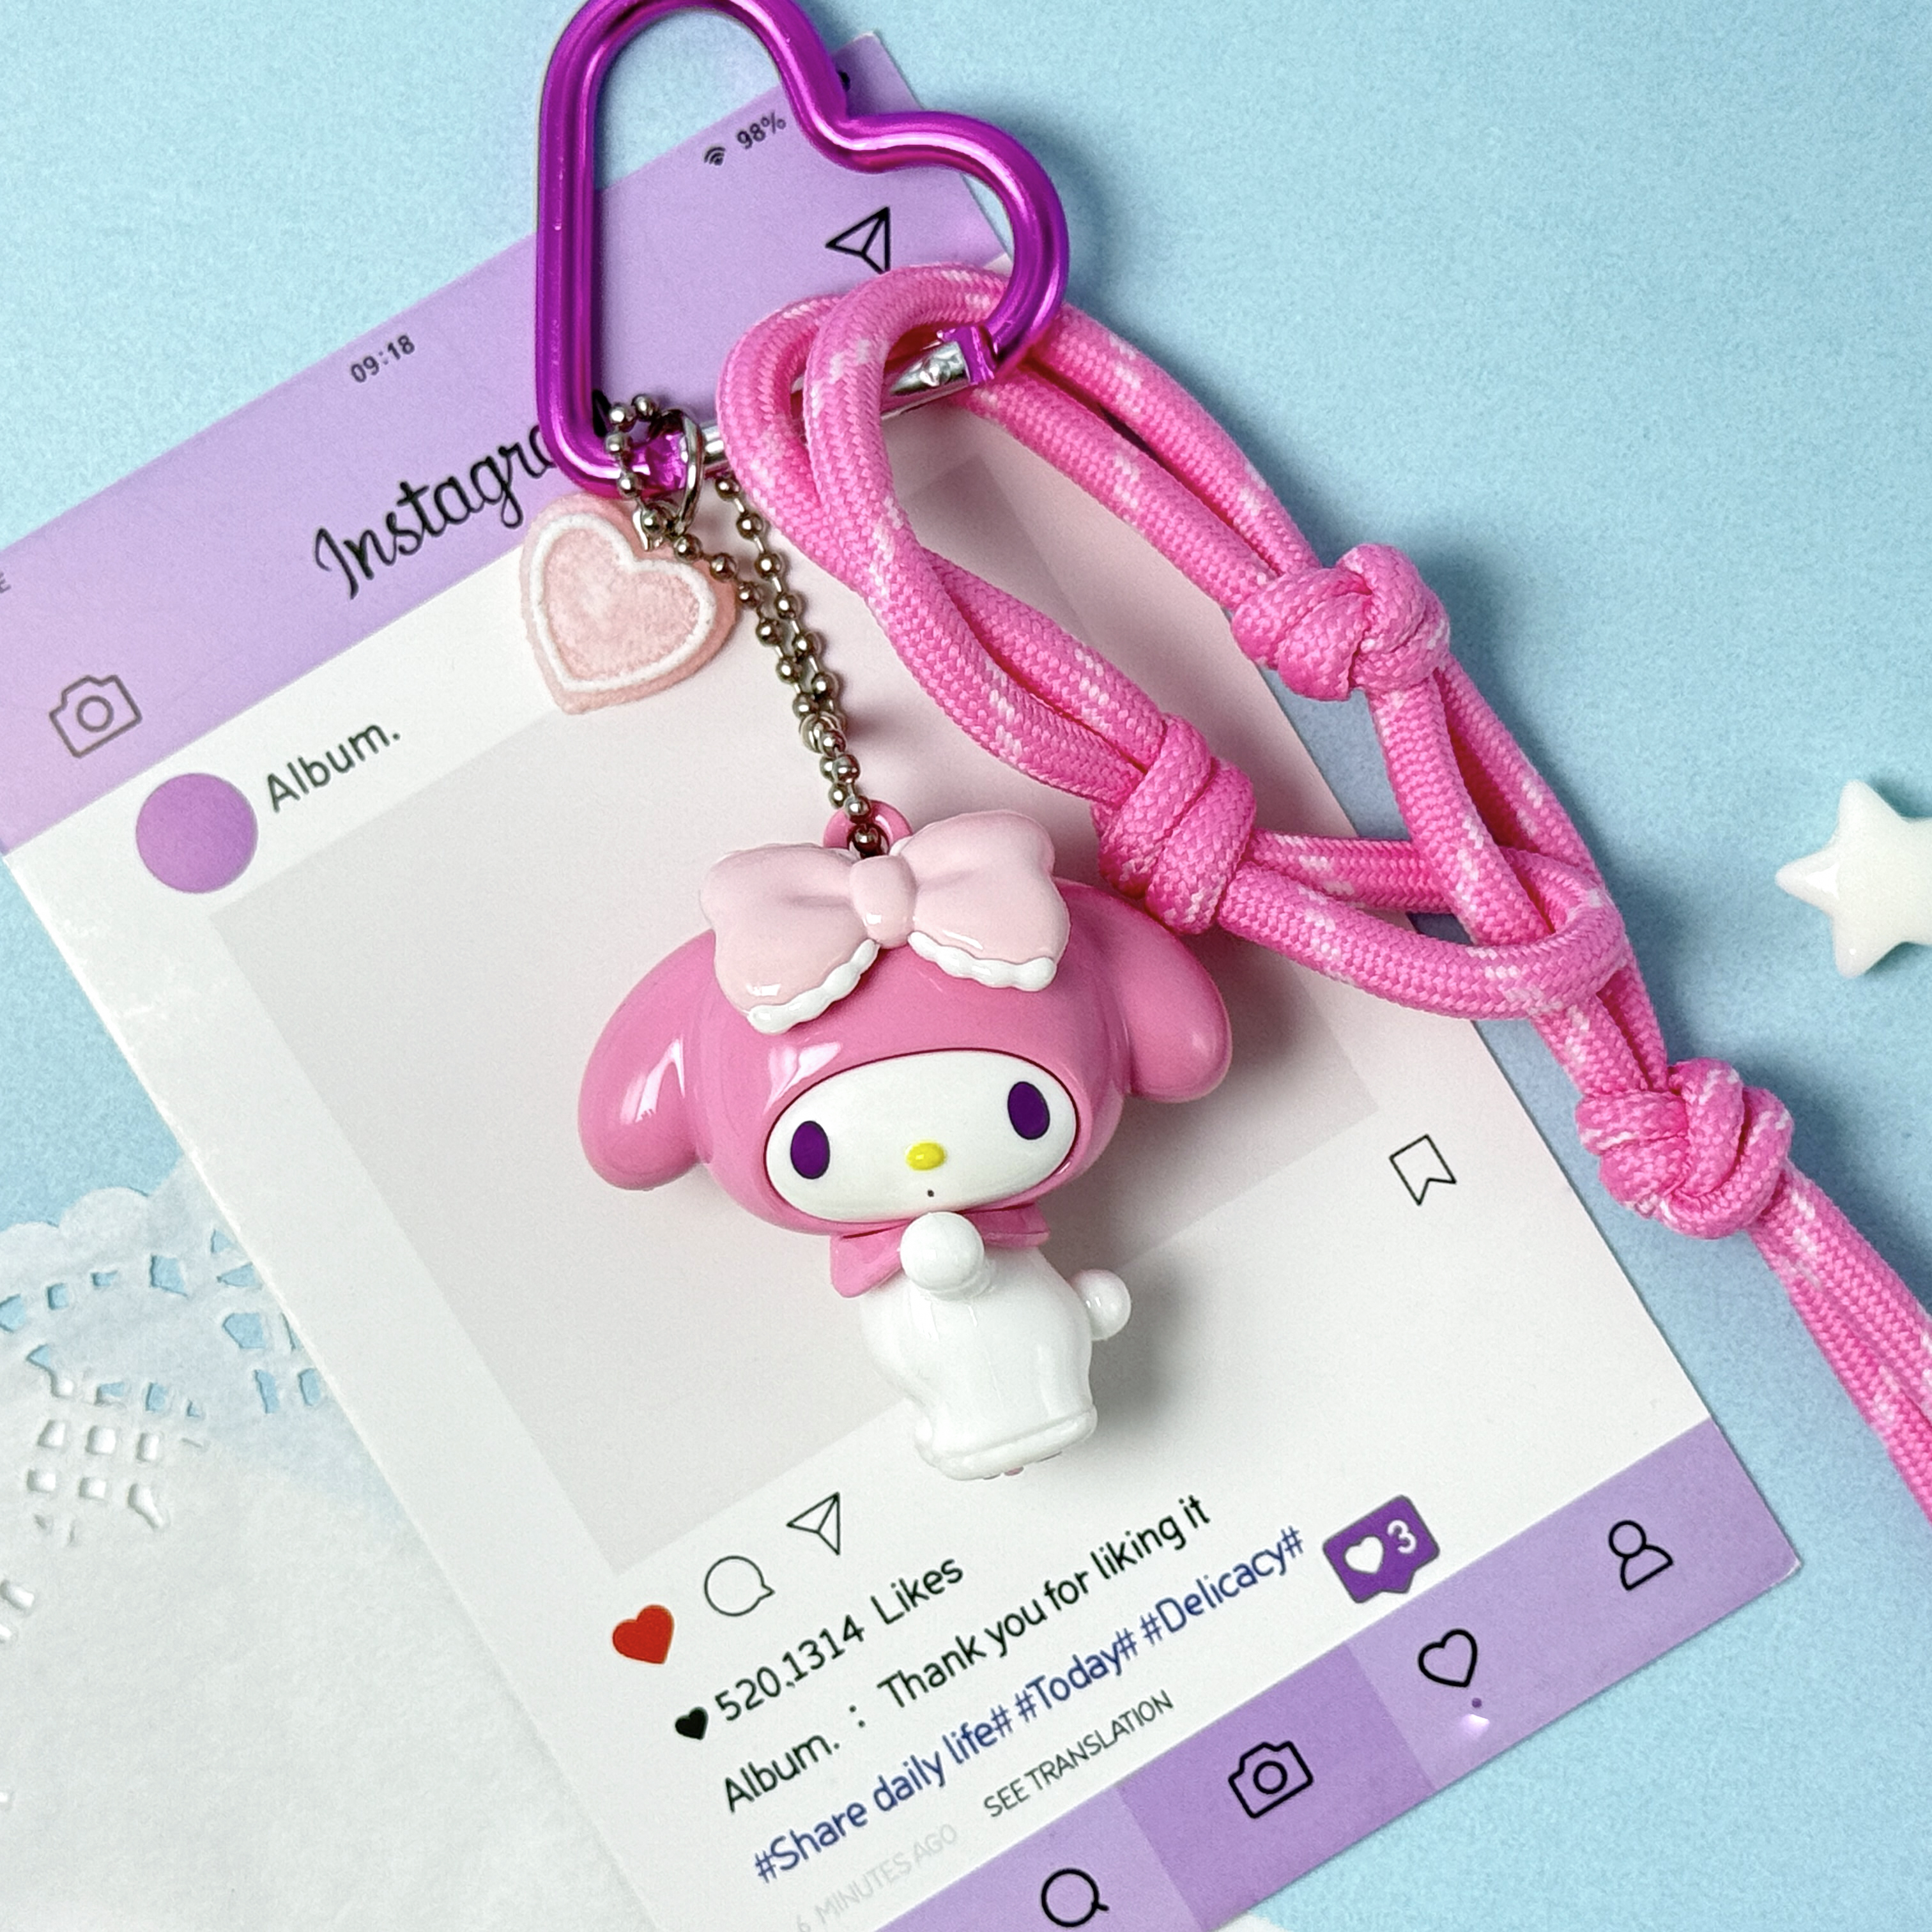 98%
09:18
Instagra
Album.
520,1314 Likes
Album. : Thank you for liking it
#Share daily life# #Today# #Delicacy#
3
6 MINUTES AGO SEE TRANSLATION